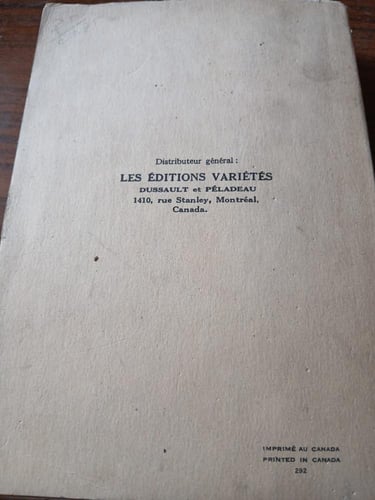 Distributeur général :
LES ÉDITIONS VARIÉTÉS
DUSSAULT et PÉLADEAU
1410, rue Stanley, Montréal,
Canada.
IMPRIMÉ AU CANADA
PRINTED IN CANADA
292